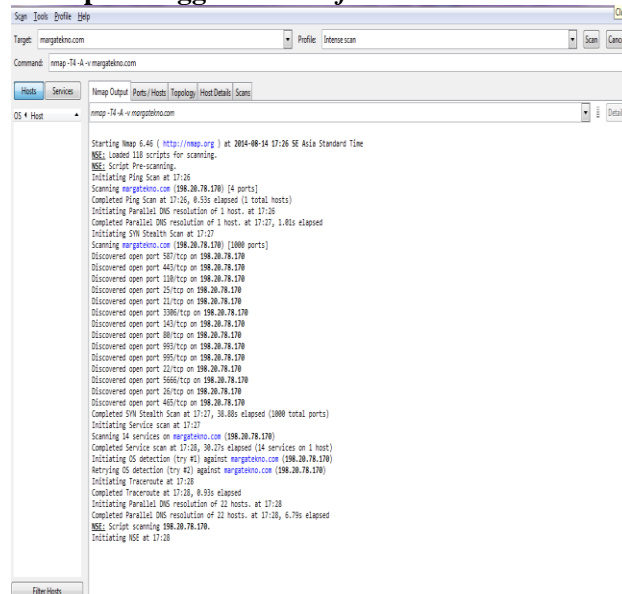 Scan Tools Profile Help
Target: margatekno.com Profile: Intense scan Scan
Command: nmap -T4 -A -v margatekno.com
Hosts Services Nmap Output Ports / Hosts Topology Host Details Scans
OS Host nmap -T4 -A -v margatekno.com
Starting Nmap 6.46 ( http://nmap.org ) at 2014-08-14 17:26 SE Asia Standard Time
NSE: Loaded 118 scripts for scanning.
NSE: Script Pre-scanning.
Initiating Ping Scan at 17:26
Scanning margatekno.com (198.20.78.170) [4 ports]
Completed Ping Scan at 17:26, 0.53s elapsed (1 total hosts)
Initiating Parallel DNS resolution of 1 host. at 17:26
Completed Parallel DNS resolution of 1 host. at 17:27, 1.01s elapsed
Initiating SYN Stealth Scan at 17:27
Scanning margatekno.com (198.20.78.170) [1000 ports]
Discovered open port 587/tcp on 198.20.78.170
Discovered open port 443/tcp on 198.20.78.170
Discovered open port 110/tcp on 198.20.78.170
Discovered open port 25/tcp on 198.20.78.170
Discovered open port 21/tcp on 198.20.78.170
Discovered open port 3306/tcp on 198.20.78.170
Discovered open port 143/tcp on 198.20.78.170
Discovered open port 80/tcp on 198.20.78.170
Discovered open port 993/tcp on 198.20.78.170
Discovered open port 995/tcp on 198.20.78.170
Discovered open port 22/tcp on 198.20.78.170
Discovered open port 5666/tcp on 198.20.78.170
Discovered open port 26/tcp on 198.20.78.170
Discovered open port 465/tcp on 198.20.78.170
Completed SYN Stealth Scan at 17:27, 38.88s elapsed (1000 total ports)
Initiating Service scan at 17:27
Scanning 14 services on margatekno.com (198.20.78.170)
Completed Service scan at 17:28, 30.27s elapsed (14 services on 1 host)
Initiating OS detection (try #1) against margatekno.com (198.20.78.170)
Retrying OS detection (try #2) against margatekno.com (198.20.78.170)
Initiating Traceroute at 17:28
Completed Traceroute at 17:28, 0.93s elapsed
Initiating Parallel DNS resolution of 22 hosts. at 17:28
Completed Parallel DNS resolution of 22 hosts. at 17:28, 6.79s elapsed
NSE: Script scanning 198.20.78.170.
Initiating NSE at 17:28
Filter Hosts